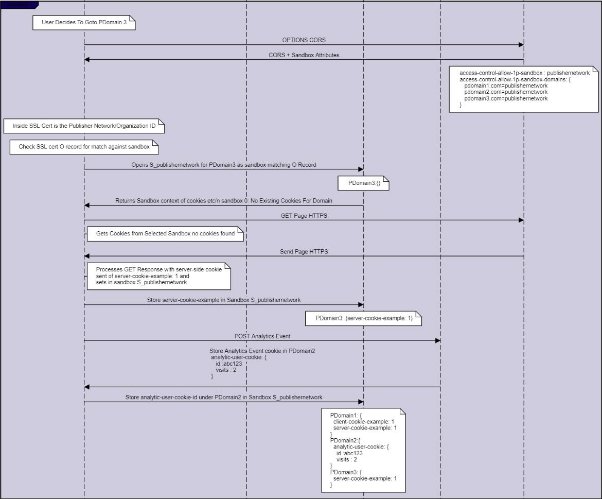 User Decides To Goto PDomain 3
OPTIONS CORS
CORS + Sandbox Attributes
access-control-allow-1p-sandbox : publishernetwork
access-control-allow-1p-sandbox-domains: {
pdomain1.com=publishernetwork
pdomain2.com=publishernetwork
pdomain3.com=publishernetwork
}
Inside SSL Cert is the Publisher Network/Organization ID
Check SSL cert O record for match against sandbox
Opens S_publishernetwork for PDomain3 as sandbox matching O Record
PDomain3:{}
Returns Sandbox context of cookies etc/n sandbox 0: No Existing Cookies For Domain
GET Page HTTPS
Gets Cookies from Selected Sandbox no cookies found
Send Page HTTPS
Processes GET Response with server-side cookie
sent of server-cookie-example: 1 and
sets in sandbox S_publishernetwork
Store server-cookie-example in Sandbox S_publishernetwork
PDomain3: {server-cookie-example: 1}
POST Analytics Event
Store Analytics Event cookie in PDomain2
analytic-user-cookie: {
id :abc123
visits : 2
}
Store analytic-user-cookie-id under PDomain2 in Sandbox S_publishernetwork
PDomain1: {
client-cookie-example: 1
server-cookie-example: 1
}
PDomain2:{
analytic-user-cookie: {
id :abc123
visits : 2
}
PDomain3: {
server-cookie-example: 1
}